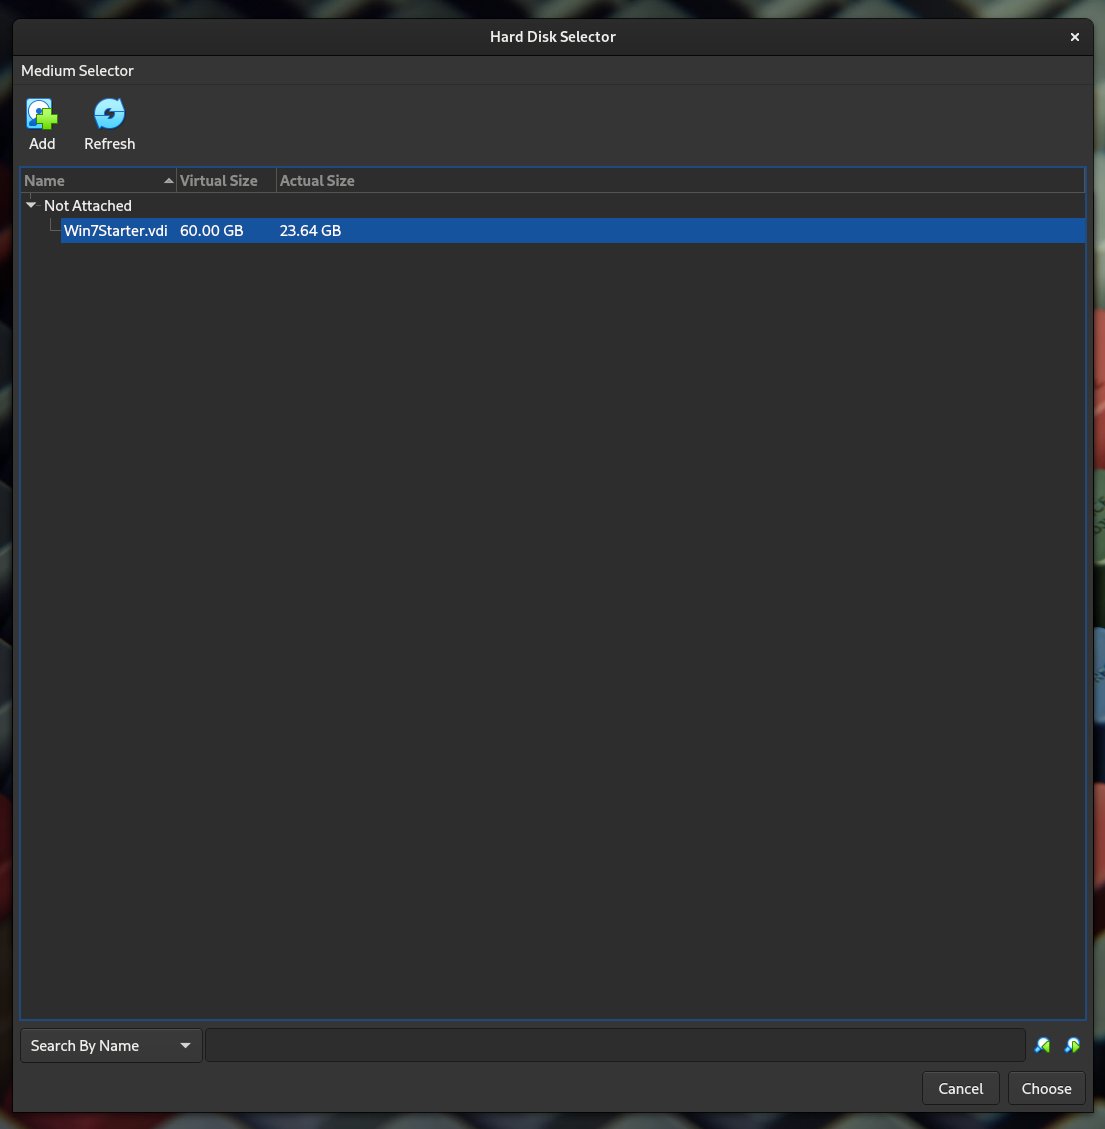 Hard Disk Selector
Medium Selector
Add Refresh
Name Virtual Size Actual Size
Not Attached
Win7Starter.vdi 60.00 GB 23.64 GB
Search By Name
Cancel Choose